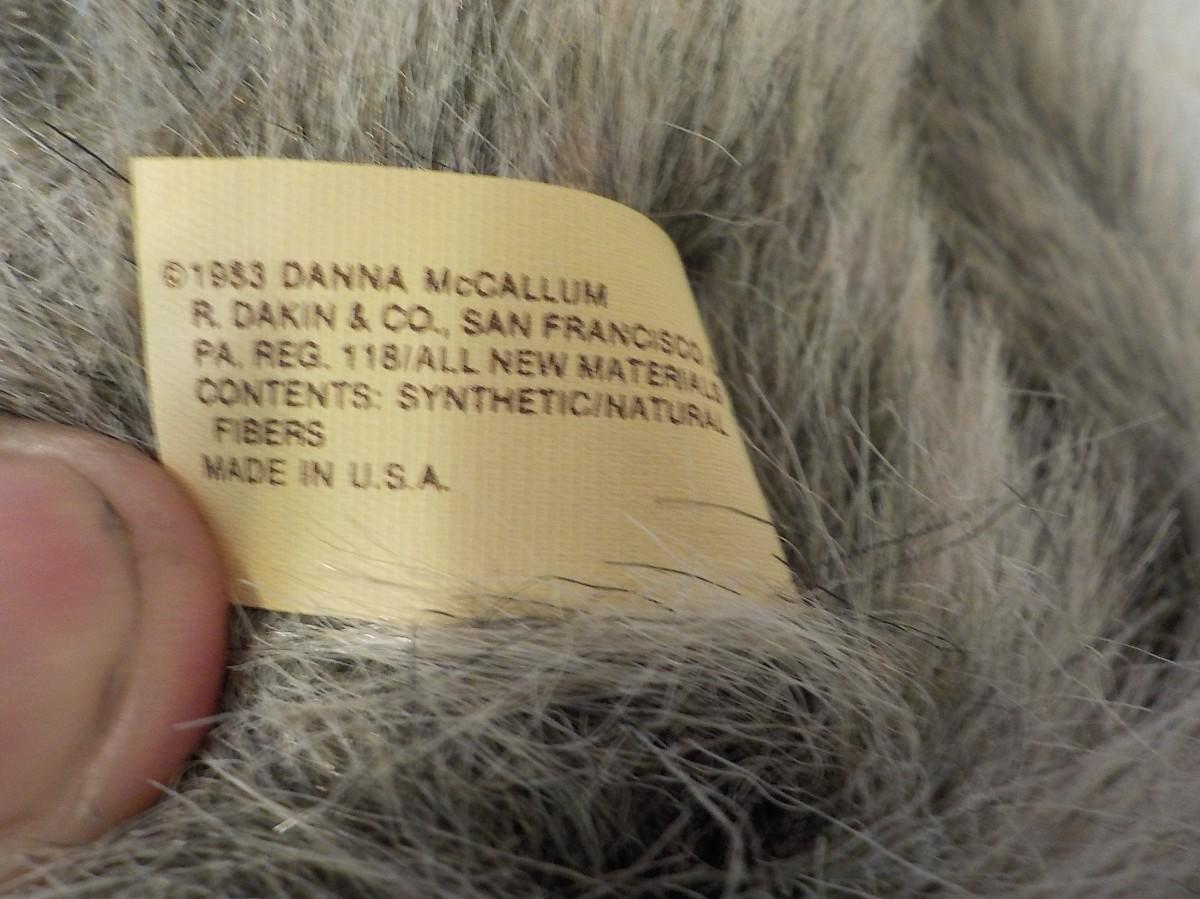 ©1983 DANNA McCALLUM
R. DAKIN & CO., SAN FRANCISCO
PA. REG. 118/ALL NEW MATERIALS
CONTENTS: SYNTHETIC/NATURAL
FIBERS
MADE IN U.S.A.